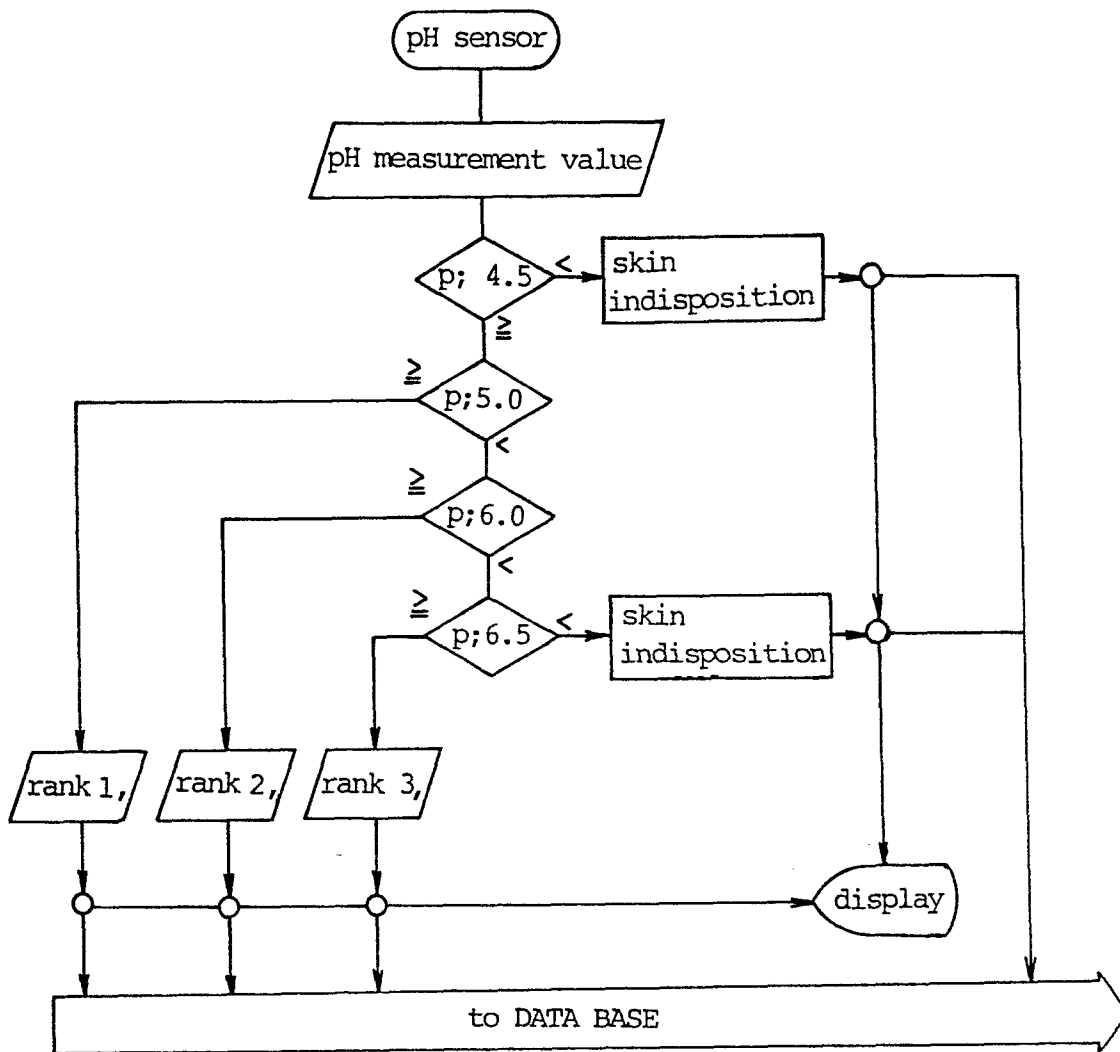 pH sensor
pH measurement value
p; 4.5
<
skin
indisposition
≧
≧
p;5.0
<
≧
p;6.0
<
≧
p;6.5
<
skin
indisposition
rank 1,
rank 2,
rank 3,
display
to DATA BASE